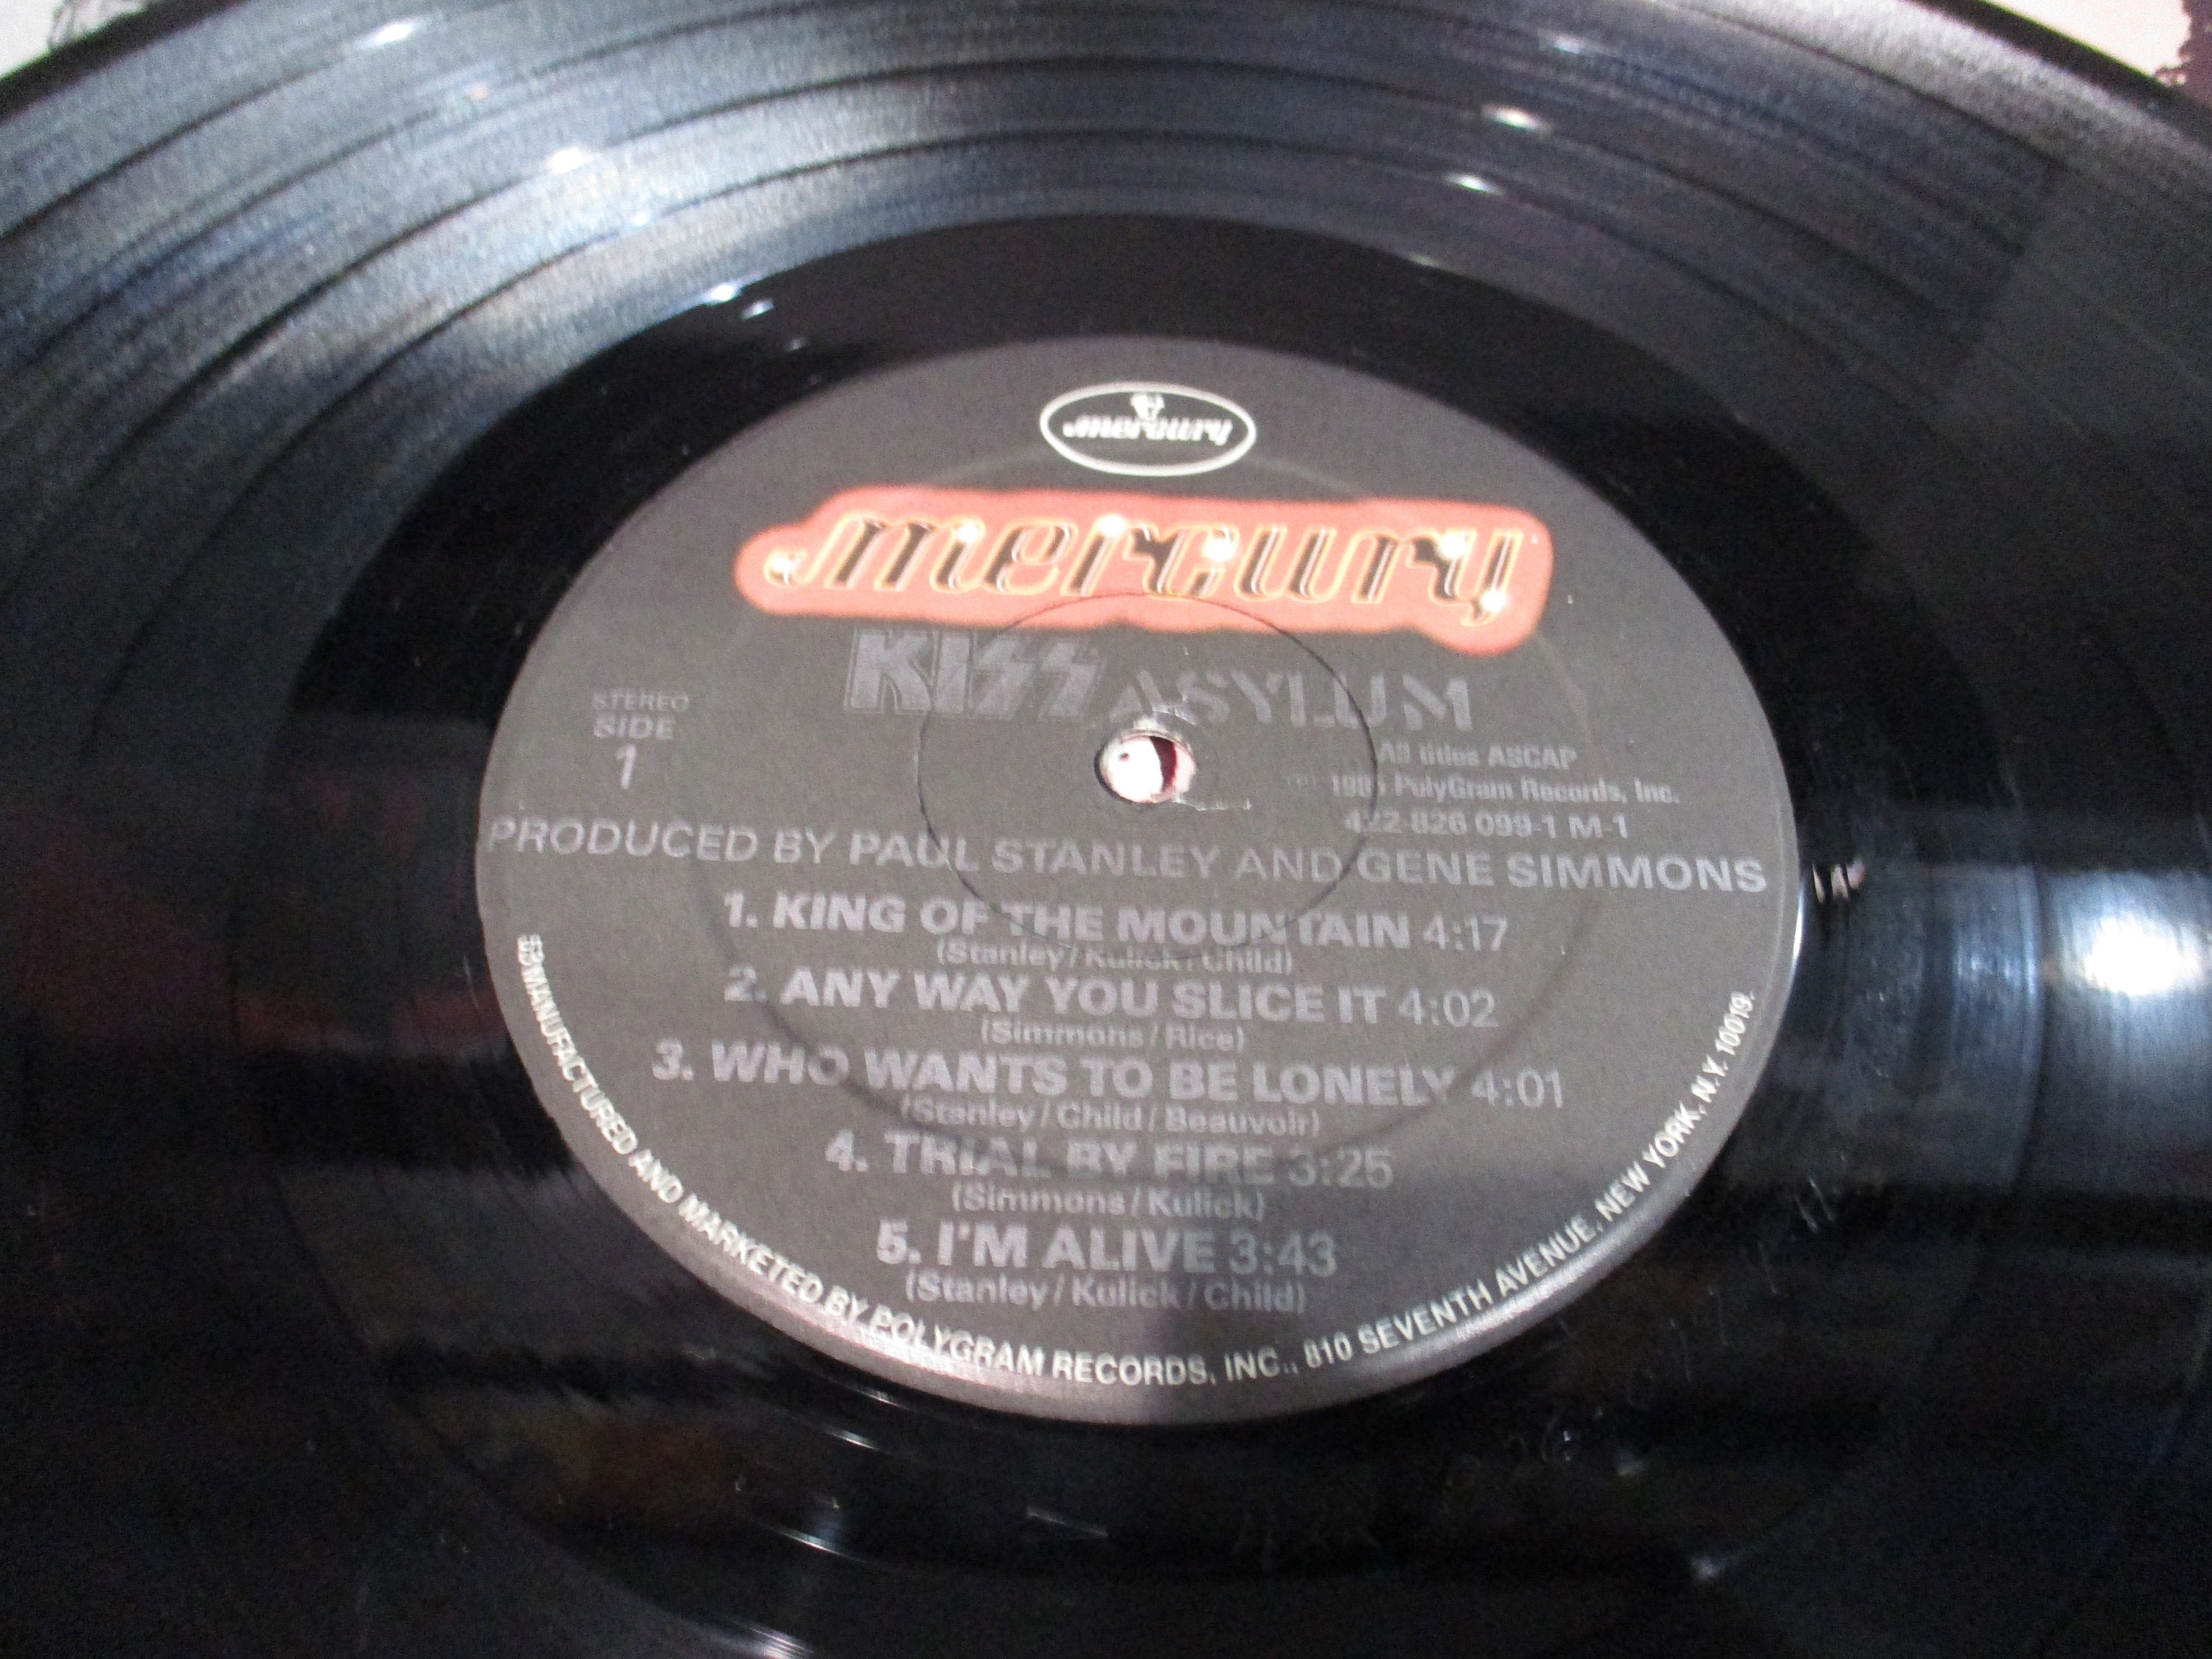 mercury
mercury
KISS ASYLUM
STEREO
SIDE
1
All titles ASCAP
1985 PolyGram Records, Inc.
422-826 099-1 M-1
PRODUCED BY PAUL STANLEY AND GENE SIMMONS
1. KING OF THE MOUNTAIN 4:17
(Stanley/Kulick/Child)
2. ANY WAY YOU SLICE IT 4:02
(Simmons/Rice)
3. WHO WANTS TO BE LONELY 4:01
(Stanley/Child/Beauvoir)
4. TRIAL BY FIRE 3:25
(Simmons/Kulick)
5. I'M ALIVE 3:43
(Stanley/Kulick/Child)
MANUFACTURED AND MARKETED BY POLYGRAM RECORDS, INC., 810 SEVENTH AVENUE, NEW YORK, N.Y. 10019.